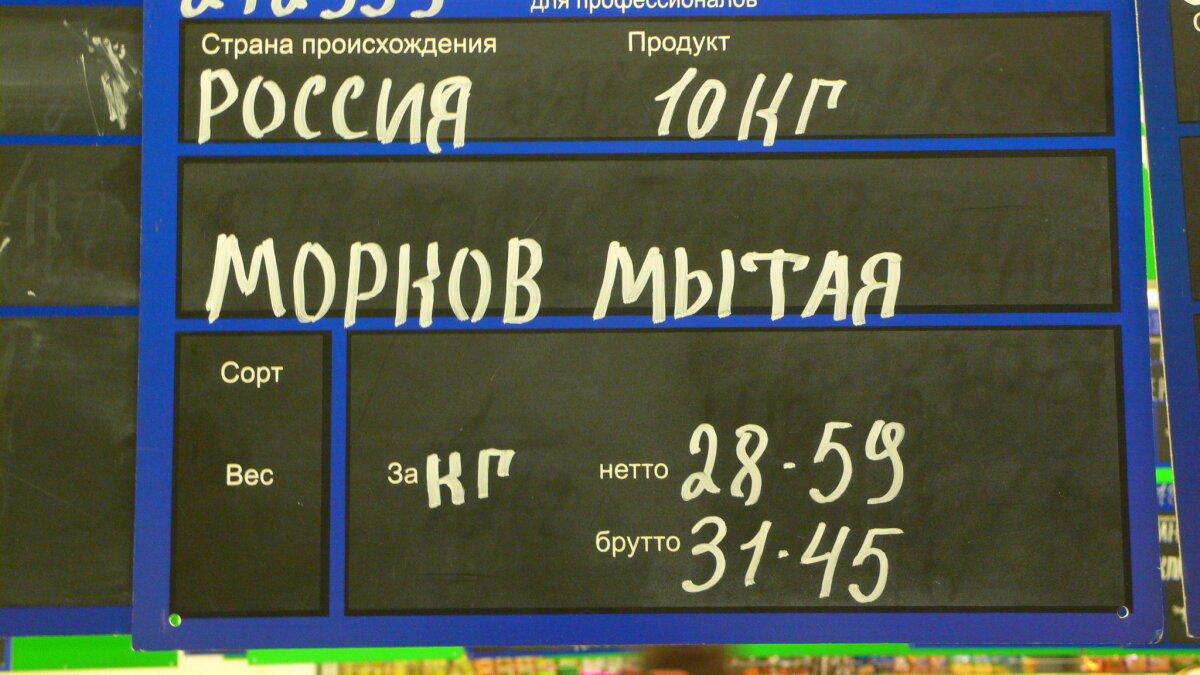 для профессионалов
Страна происхождения Продукт
РОССИЯ 10 КГ
МОРКОВ МЫТАЯ
Сорт
Вес За КГ нетто 28-59
брутто 31-45